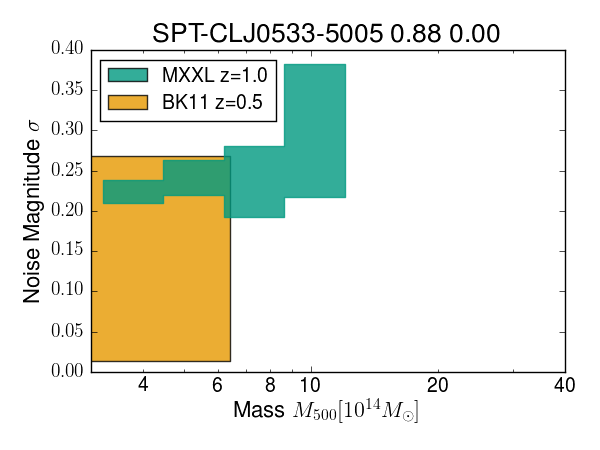 SPT-CLJ0533-5005 0.88 0.00
0.40
0.35
0.30
0.25
0.20
0.15
0.10
0.05
0.00
Noise Magnitude σ
MXXL z=1.0
BK11 z=0.5
4 6 8 10 20 40
Mass M₅₀₀[10¹⁴M☉]